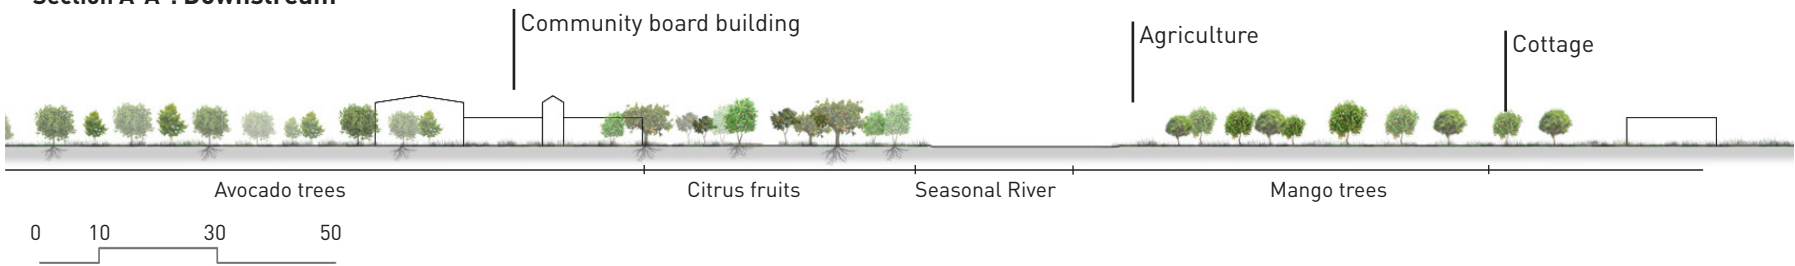 Section A-A': Downstream
Community board building
Agriculture
Cottage
Avocado trees
Citrus fruits
Seasonal River
Mango trees
0 10 30 50